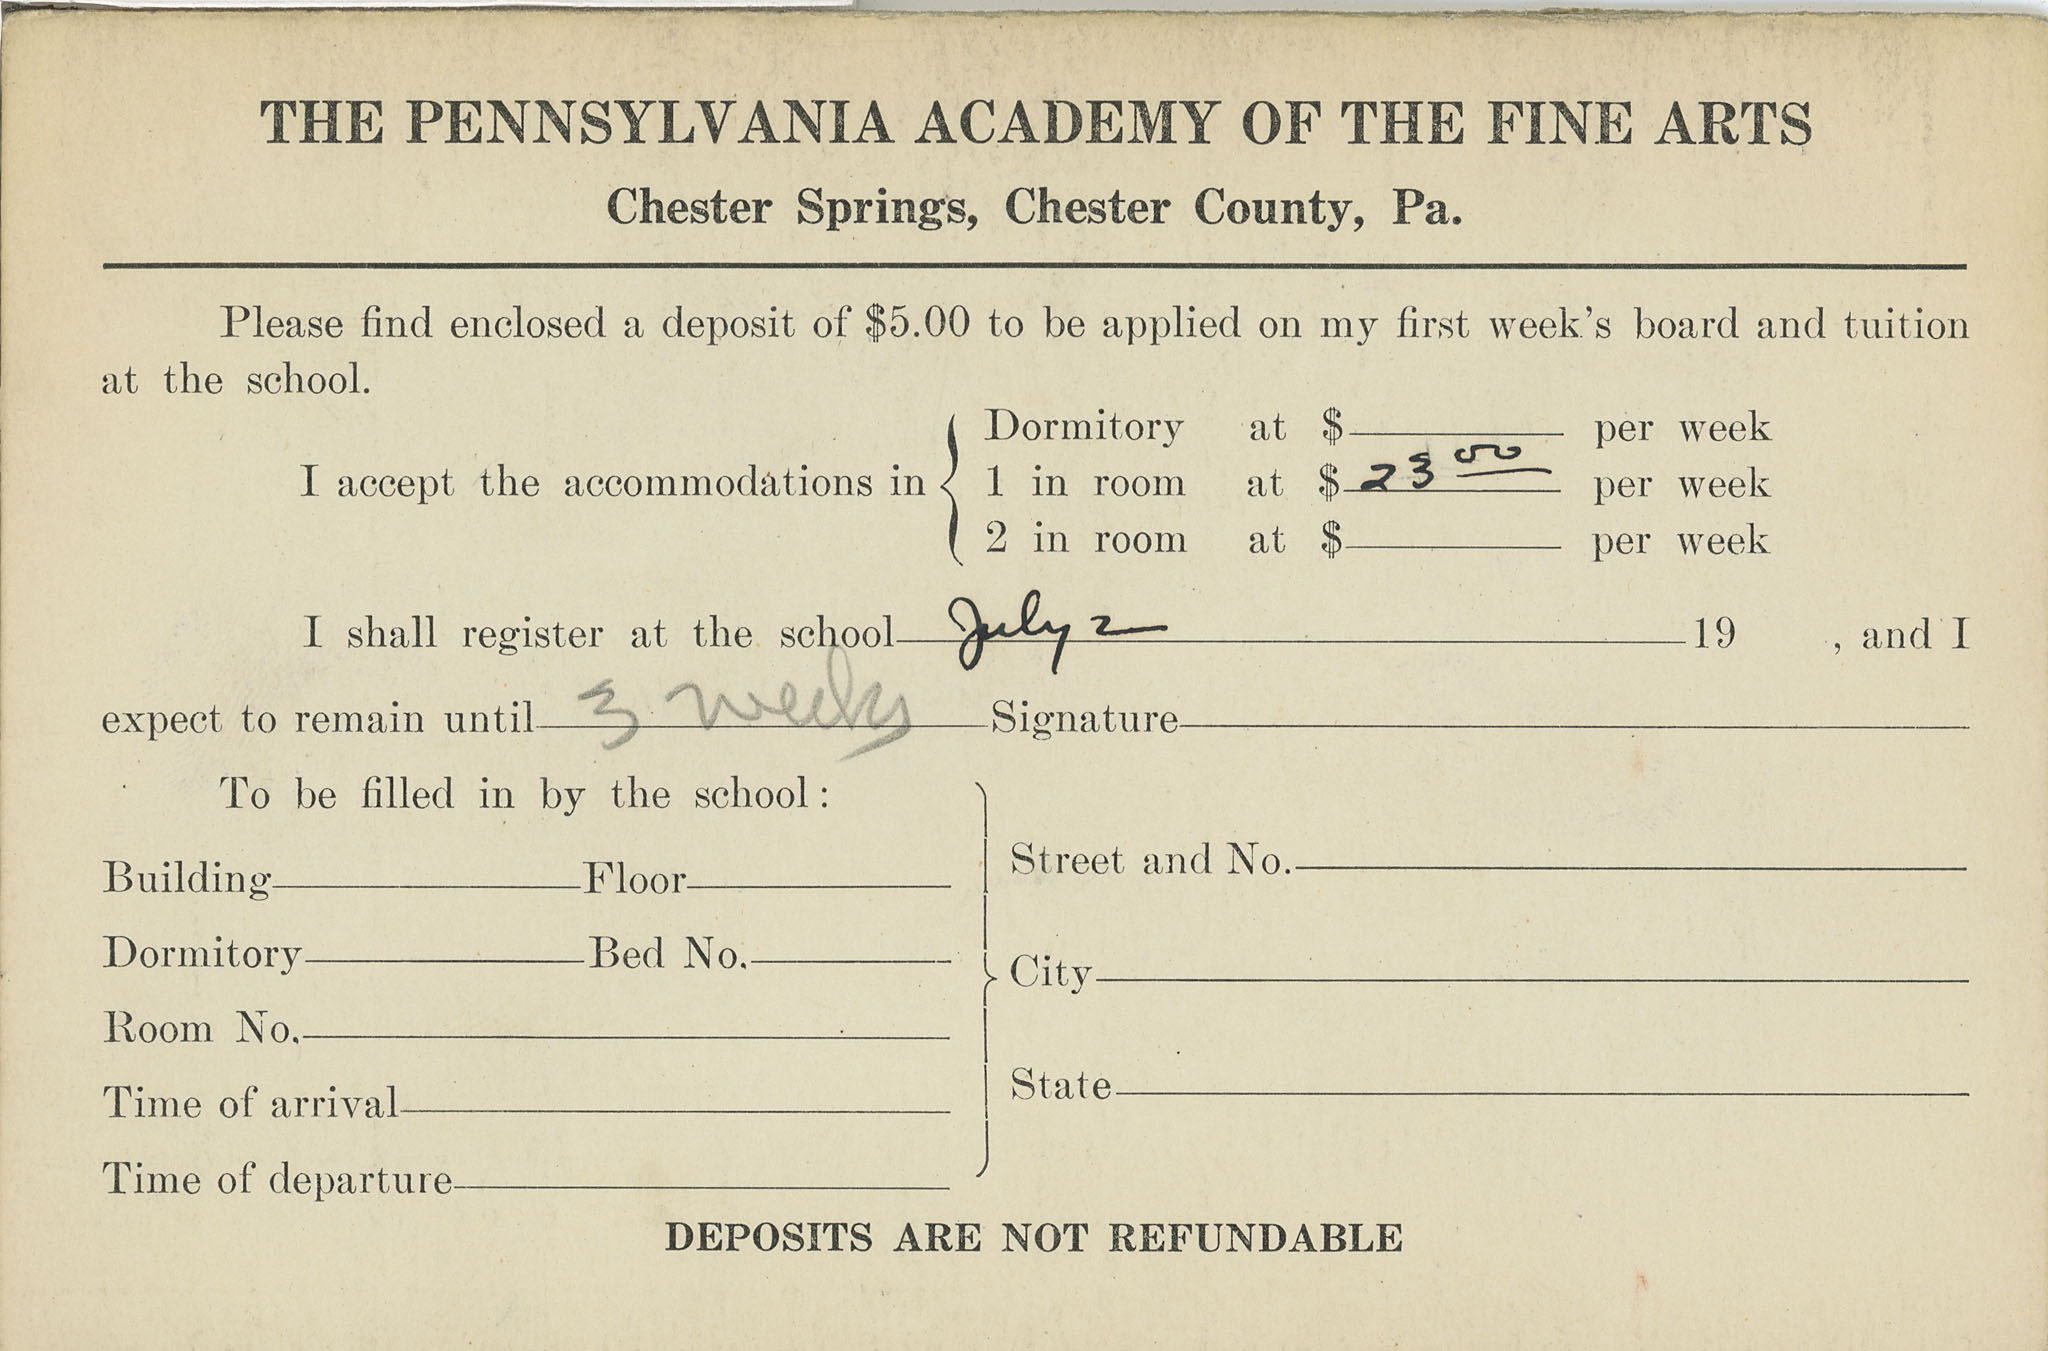 THE PENNSYLVANIA ACADEMY OF THE FINE ARTS
Chester Springs, Chester County, Pa.
Please find enclosed a deposit of $5.00 to be applied on my first week's board and tuition
at the school.
Dormitory at $ per week
I accept the accommodations in 1 in room at $ 23 00 per week
2 in room at $ per week
I shall register at the school July 2 19 , and I
expect to remain until 3 weeks Signature
To be filled in by the school:
Building Floor
Street and No.
Dormitory Bed No.
City
Room No.
State
Time of arrival
Time of departure
DEPOSITS ARE NOT REFUNDABLE